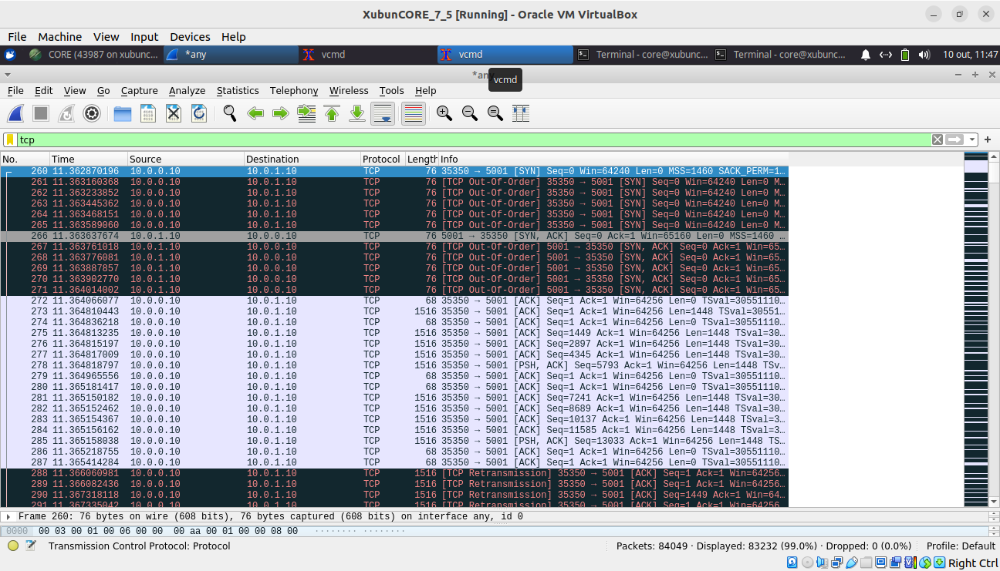 XubunCORE_7_5 [Running] - Oracle VM VirtualBox
File Machine View Input Devices Help
CORE (43987 on xubunc... *any vcmd vcmd Terminal - core@xubunc... Terminal - core@xubunc... 10 out, 11:47
*any
vcmd
File Edit View Go Capture Analyze Statistics Telephony Wireless Tools Help
tcp
No. Time Source Destination Protocol Length Info
260 11.362870196 10.0.0.10 10.0.1.10 TCP 76 35350 → 5001 [SYN] Seq=0 Win=64240 Len=0 MSS=1460 SACK_PERM=1…
261 11.363160368 10.0.0.10 10.0.1.10 TCP 76 [TCP Out-Of-Order] 35350 → 5001 [SYN] Seq=0 Win=64240 Len=0 M…
262 11.363233852 10.0.0.10 10.0.1.10 TCP 76 [TCP Out-Of-Order] 35350 → 5001 [SYN] Seq=0 Win=64240 Len=0 M…
263 11.363445362 10.0.0.10 10.0.1.10 TCP 76 [TCP Out-Of-Order] 35350 → 5001 [SYN] Seq=0 Win=64240 Len=0 M…
264 11.363468151 10.0.0.10 10.0.1.10 TCP 76 [TCP Out-Of-Order] 35350 → 5001 [SYN] Seq=0 Win=64240 Len=0 M…
265 11.363589060 10.0.0.10 10.0.1.10 TCP 76 [TCP Out-Of-Order] 35350 → 5001 [SYN] Seq=0 Win=64240 Len=0 M…
266 11.363637674 10.0.1.10 10.0.0.10 TCP 76 5001 → 35350 [SYN, ACK] Seq=0 Ack=1 Win=65160 Len=0 MSS=1460 …
267 11.363761018 10.0.1.10 10.0.0.10 TCP 76 [TCP Out-Of-Order] 5001 → 35350 [SYN, ACK] Seq=0 Ack=1 Win=65…
268 11.363776081 10.0.1.10 10.0.0.10 TCP 76 [TCP Out-Of-Order] 5001 → 35350 [SYN, ACK] Seq=0 Ack=1 Win=65…
269 11.363887857 10.0.1.10 10.0.0.10 TCP 76 [TCP Out-Of-Order] 5001 → 35350 [SYN, ACK] Seq=0 Ack=1 Win=65…
270 11.363902770 10.0.1.10 10.0.0.10 TCP 76 [TCP Out-Of-Order] 5001 → 35350 [SYN, ACK] Seq=0 Ack=1 Win=65…
271 11.364014002 10.0.1.10 10.0.0.10 TCP 76 [TCP Out-Of-Order] 5001 → 35350 [SYN, ACK] Seq=0 Ack=1 Win=65…
272 11.364066077 10.0.0.10 10.0.1.10 TCP 68 35350 → 5001 [ACK] Seq=1 Ack=1 Win=64256 Len=0 TSval=30551110…
273 11.364810443 10.0.0.10 10.0.1.10 TCP 1516 35350 → 5001 [ACK] Seq=1 Ack=1 Win=64256 Len=1448 TSval=30551…
274 11.364836218 10.0.0.10 10.0.1.10 TCP 68 35350 → 5001 [ACK] Seq=1 Ack=1 Win=64256 Len=0 TSval=30551110…
275 11.364813235 10.0.0.10 10.0.1.10 TCP 1516 35350 → 5001 [ACK] Seq=1449 Ack=1 Win=64256 Len=1448 TSval=30…
276 11.364815197 10.0.0.10 10.0.1.10 TCP 1516 35350 → 5001 [ACK] Seq=2897 Ack=1 Win=64256 Len=1448 TSval=30…
277 11.364817009 10.0.0.10 10.0.1.10 TCP 1516 35350 → 5001 [ACK] Seq=4345 Ack=1 Win=64256 Len=1448 TSval=30…
278 11.364818797 10.0.0.10 10.0.1.10 TCP 1516 35350 → 5001 [PSH, ACK] Seq=5793 Ack=1 Win=64256 Len=1448 TSV…
279 11.364965556 10.0.0.10 10.0.1.10 TCP 68 35350 → 5001 [ACK] Seq=1 Ack=1 Win=64256 Len=0 TSval=30551110…
280 11.365181417 10.0.0.10 10.0.1.10 TCP 68 35350 → 5001 [ACK] Seq=1 Ack=1 Win=64256 Len=0 TSval=30551110…
281 11.365150182 10.0.0.10 10.0.1.10 TCP 1516 35350 → 5001 [ACK] Seq=7241 Ack=1 Win=64256 Len=1448 TSval=30…
282 11.365152462 10.0.0.10 10.0.1.10 TCP 1516 35350 → 5001 [ACK] Seq=8689 Ack=1 Win=64256 Len=1448 TSval=30…
283 11.365154367 10.0.0.10 10.0.1.10 TCP 1516 35350 → 5001 [ACK] Seq=10137 Ack=1 Win=64256 Len=1448 TSval=3…
284 11.365156162 10.0.0.10 10.0.1.10 TCP 1516 35350 → 5001 [ACK] Seq=11585 Ack=1 Win=64256 Len=1448 TSval=3…
285 11.365158038 10.0.0.10 10.0.1.10 TCP 1516 35350 → 5001 [PSH, ACK] Seq=13033 Ack=1 Win=64256 Len=1448 TS…
286 11.365218755 10.0.0.10 10.0.1.10 TCP 68 35350 → 5001 [ACK] Seq=1 Ack=1 Win=64256 Len=0 TSval=30551110…
287 11.365414284 10.0.0.10 10.0.1.10 TCP 68 35350 → 5001 [ACK] Seq=1 Ack=1 Win=64256 Len=0 TSval=30551110…
288 11.366060981 10.0.0.10 10.0.1.10 TCP 1516 [TCP Retransmission] 35350 → 5001 [ACK] Seq=1 Ack=1 Win=64256…
289 11.366082436 10.0.0.10 10.0.1.10 TCP 1516 [TCP Retransmission] 35350 → 5001 [ACK] Seq=1 Ack=1 Win=64256…
290 11.367318118 10.0.0.10 10.0.1.10 TCP 1516 [TCP Retransmission] 35350 → 5001 [ACK] Seq=1449 Ack=1 Win=64…
291 11.367335042 10.0.0.10 10.0.1.10 TCP 1516 [TCP Retransmission] 35350 → 5001 [ACK] Seq=1 Ack=1 Win=64256…
Frame 260: 76 bytes on wire (608 bits), 76 bytes captured (608 bits) on interface any, id 0
0000 00 03 00 01 00 06 00 00 00 aa 00 01 00 00 08 00 ········ ········
Transmission Control Protocol: Protocol Packets: 84049 · Displayed: 83232 (99.0%) · Dropped: 0 (0.0%) Profile: Default
Right Ctrl